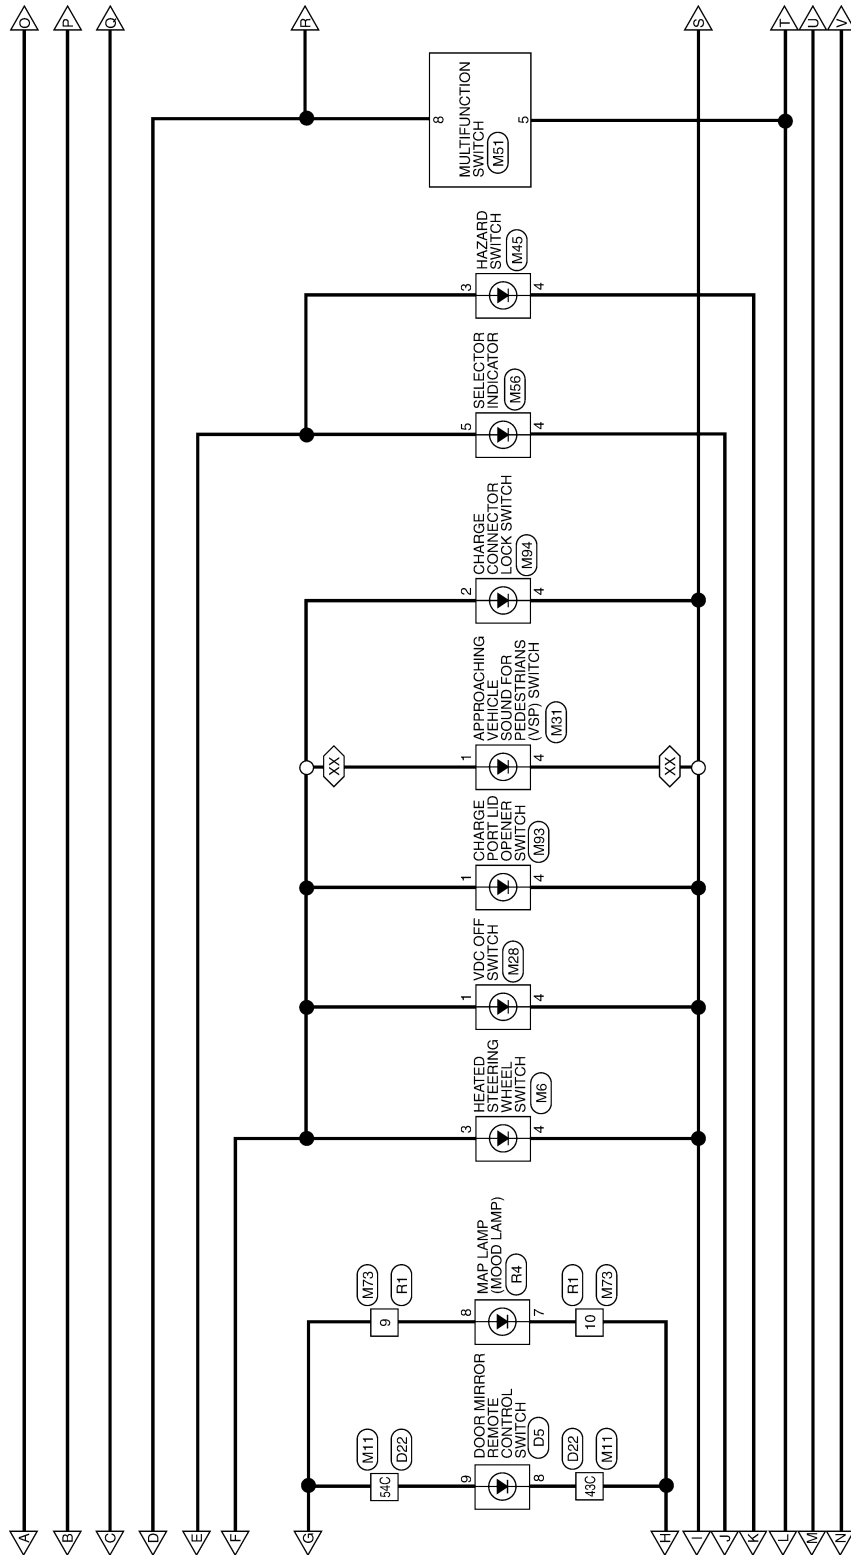 A
B
C
D
E
F
G
H
I
J
K
L
M
N
O
P
Q
R
S
T
U
V
54C
M11
D22
9
DOOR MIRROR
REMOTE
CONTROL
SWITCH
D5
8
43C
D22
M11
9
M73
R1
8
MAP LAMP
(MOOD LAMP)
R4
7
10
R1
M73
3
HEATED
STEERING
WHEEL
SWITCH
M6
4
1
VDC OFF
SWITCH
M28
4
1
CHARGE
PORT LID
OPENER
SWITCH
M93
4
XX
1
APPROACHING
VEHICLE
SOUND FOR
PEDESTRIANS
(VSP) SWITCH
M31
4
XX
2
CHARGE
CONNECTOR
LOCK SWITCH
M94
4
5
SELECTOR
INDICATOR
M56
4
3
HAZARD
SWITCH
M45
4
8
MULTIFUNCTION
SWITCH
M51
5